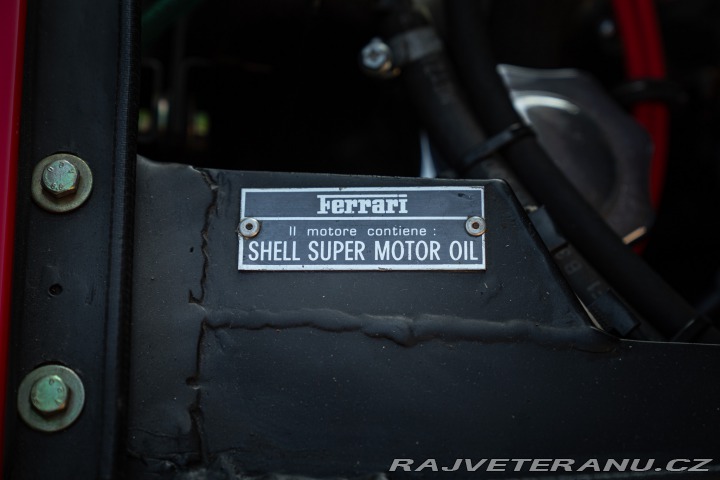 Ferrari
Il motore contiene :
SHELL SUPER MOTOR OIL
RAJVETERANU.CZ